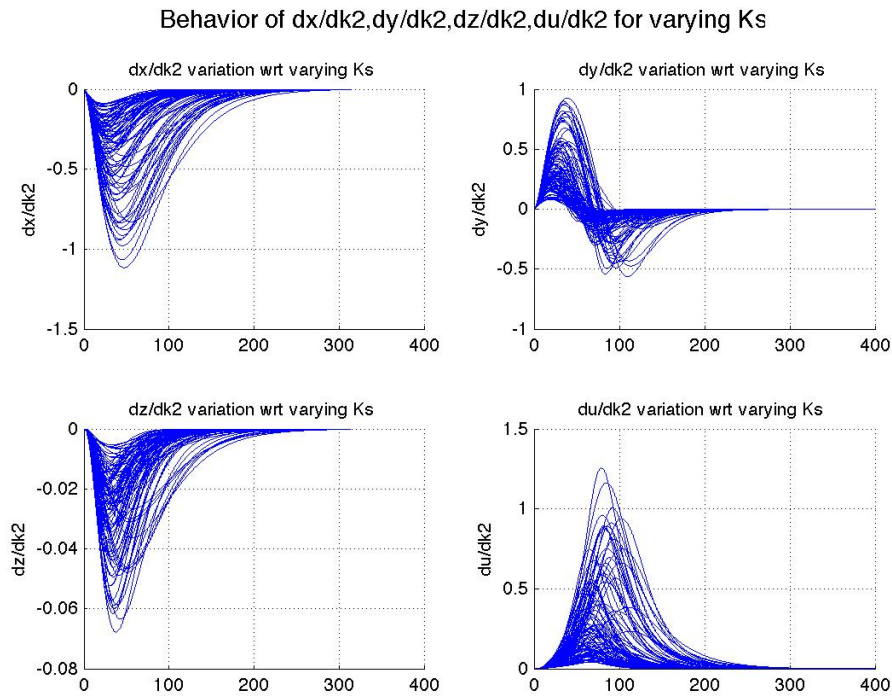 Behavior of dx/dk2,dy/dk2,dz/dk2,du/dk2 for varying Ks
dx/dk2 variation wrt varying Ks
0
-0.5
-1
-1.5
dx/dk2
0 100 200 300 400
dy/dk2 variation wrt varying Ks
1
0.5
0
-0.5
-1
dy/dk2
0 100 200 300 400
dz/dk2 variation wrt varying Ks
0
-0.02
-0.04
-0.06
-0.08
dz/dk2
0 100 200 300 400
du/dk2 variation wrt varying Ks
1.5
1
0.5
0
du/dk2
0 100 200 300 400